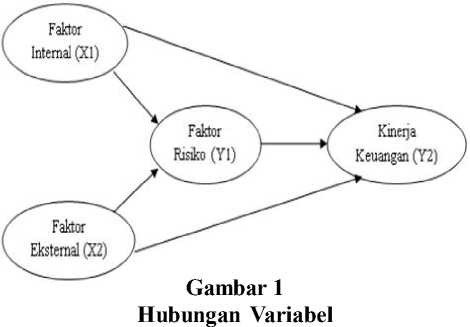 Faktor
Internal (X1)
Faktor
Risiko (Y1)
Kinerja
Keuangan (Y2)
Faktor
Eksternal (X2)
Gambar 1
Hubungan Variabel